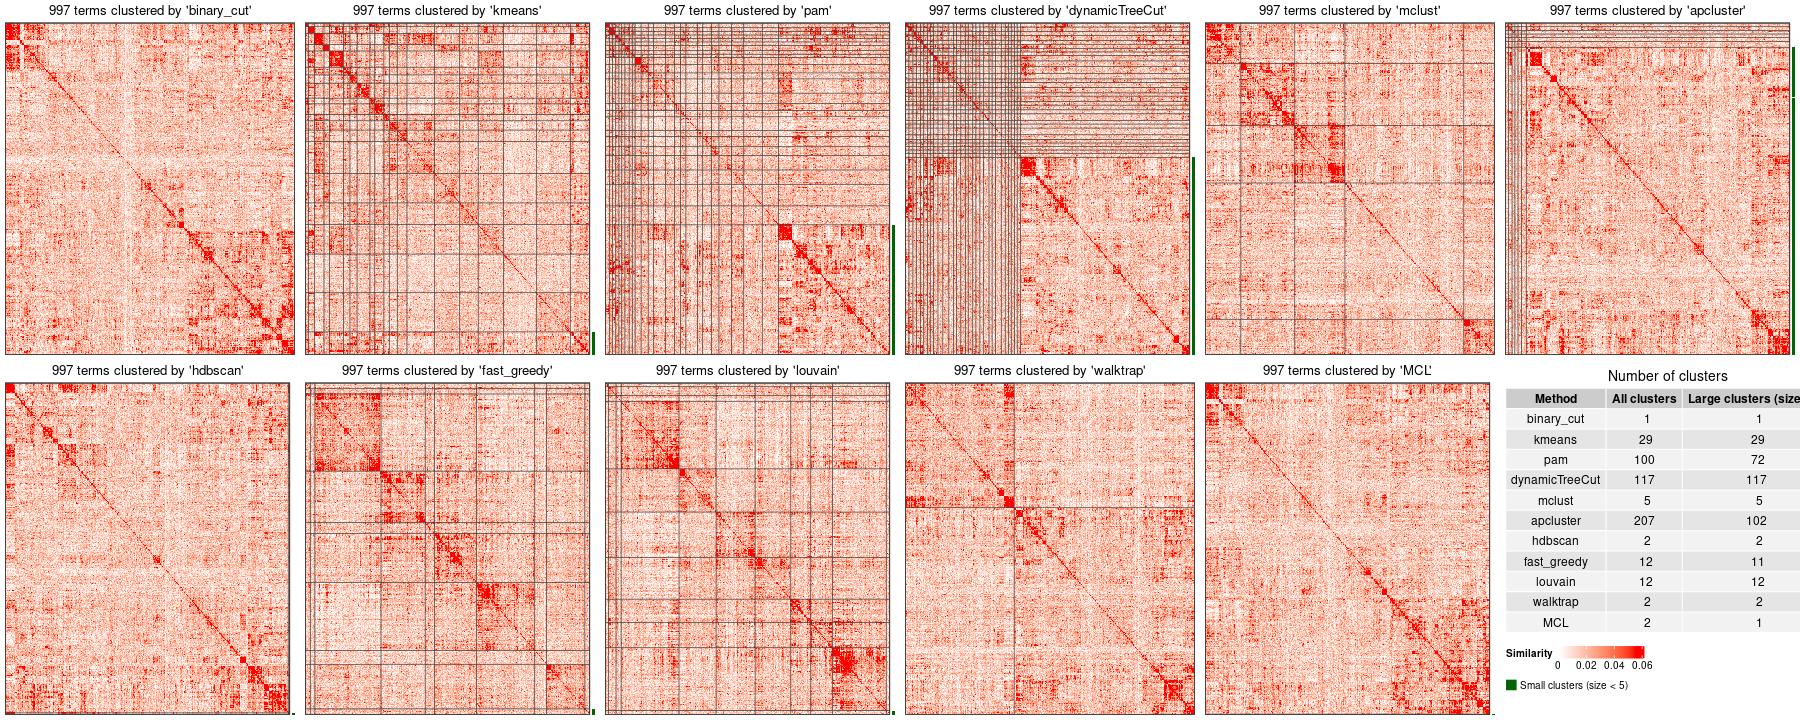 997 terms clustered by 'binary_cut'
997 terms clustered by 'kmeans'
997 terms clustered by 'pam'
997 terms clustered by 'dynamicTreeCut'
997 terms clustered by 'mclust'
997 terms clustered by 'apcluster'
997 terms clustered by 'hdbscan'
997 terms clustered by 'fast_greedy'
997 terms clustered by 'louvain'
997 terms clustered by 'walktrap'
997 terms clustered by 'MCL'
Number of clusters
Method All clusters Large clusters (size
binary_cut 1 1
kmeans 29 29
pam 100 72
dynamicTreeCut 117 117
mclust 5 5
apcluster 207 102
hdbscan 2 2
fast_greedy 12 11
louvain 12 12
walktrap 2 2
MCL 2 1
Similarity
0 0.02 0.04 0.06
Small clusters (size < 5)